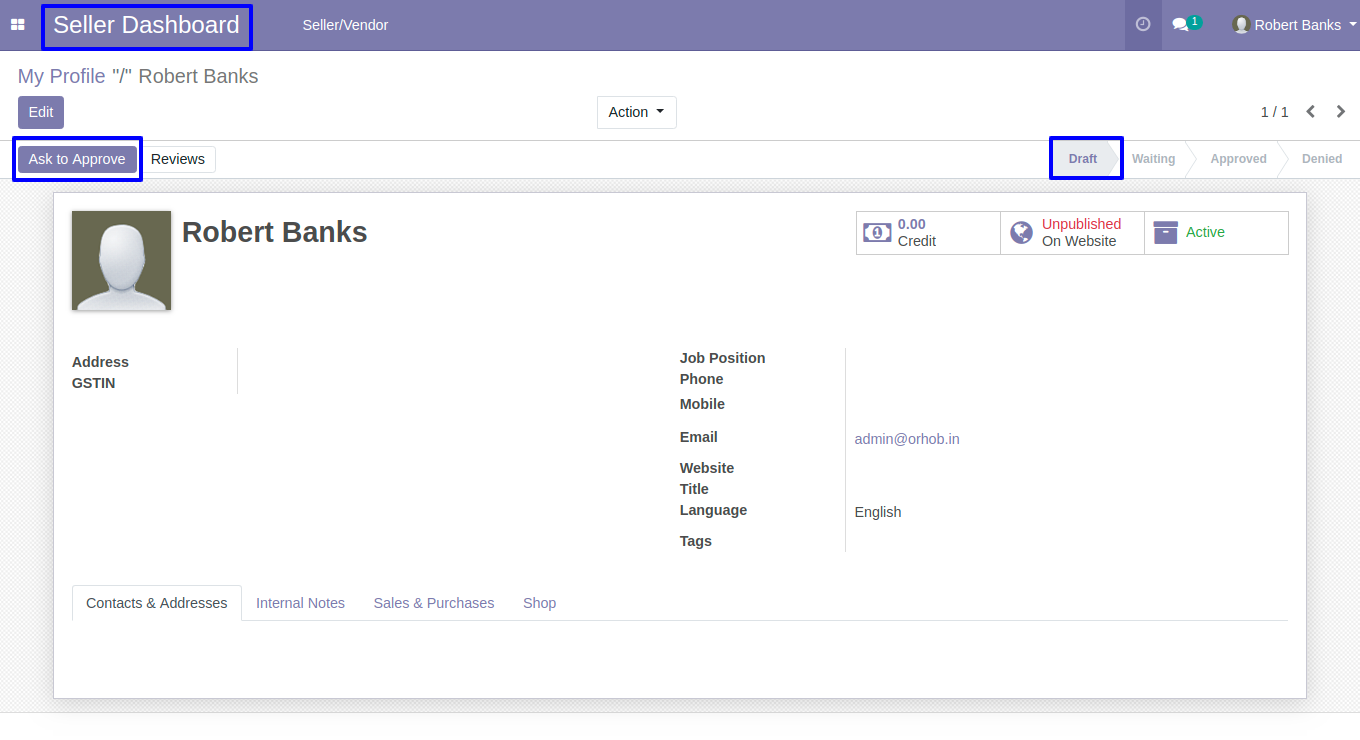 Seller Dashboard Seller/Vendor 1 Robert Banks
My Profile "/" Robert Banks
Edit Action 1 / 1
Ask to Approve Reviews Draft Waiting Approved Denied
Robert Banks
0.00
Credit
Unpublished
On Website
Active
Address
GSTIN
Job Position
Phone
Mobile
Email admin@orhob.in
Website
Title
Language English
Tags
Contacts & Addresses Internal Notes Sales & Purchases Shop